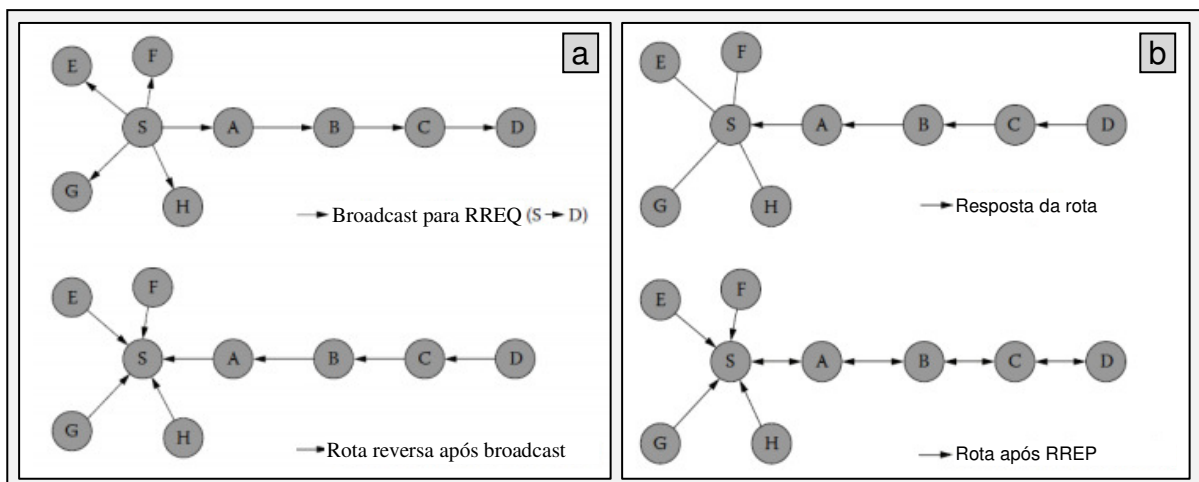 a
E
F
S A B C D
G
H
Broadcast para RREQ (S → D)
E
F
S A B C D
G
H
Rota reversa após broadcast
b
E
F
S A B C D
G
H
Resposta da rota
E
F
S A B C D
G
H
Rota após RREP